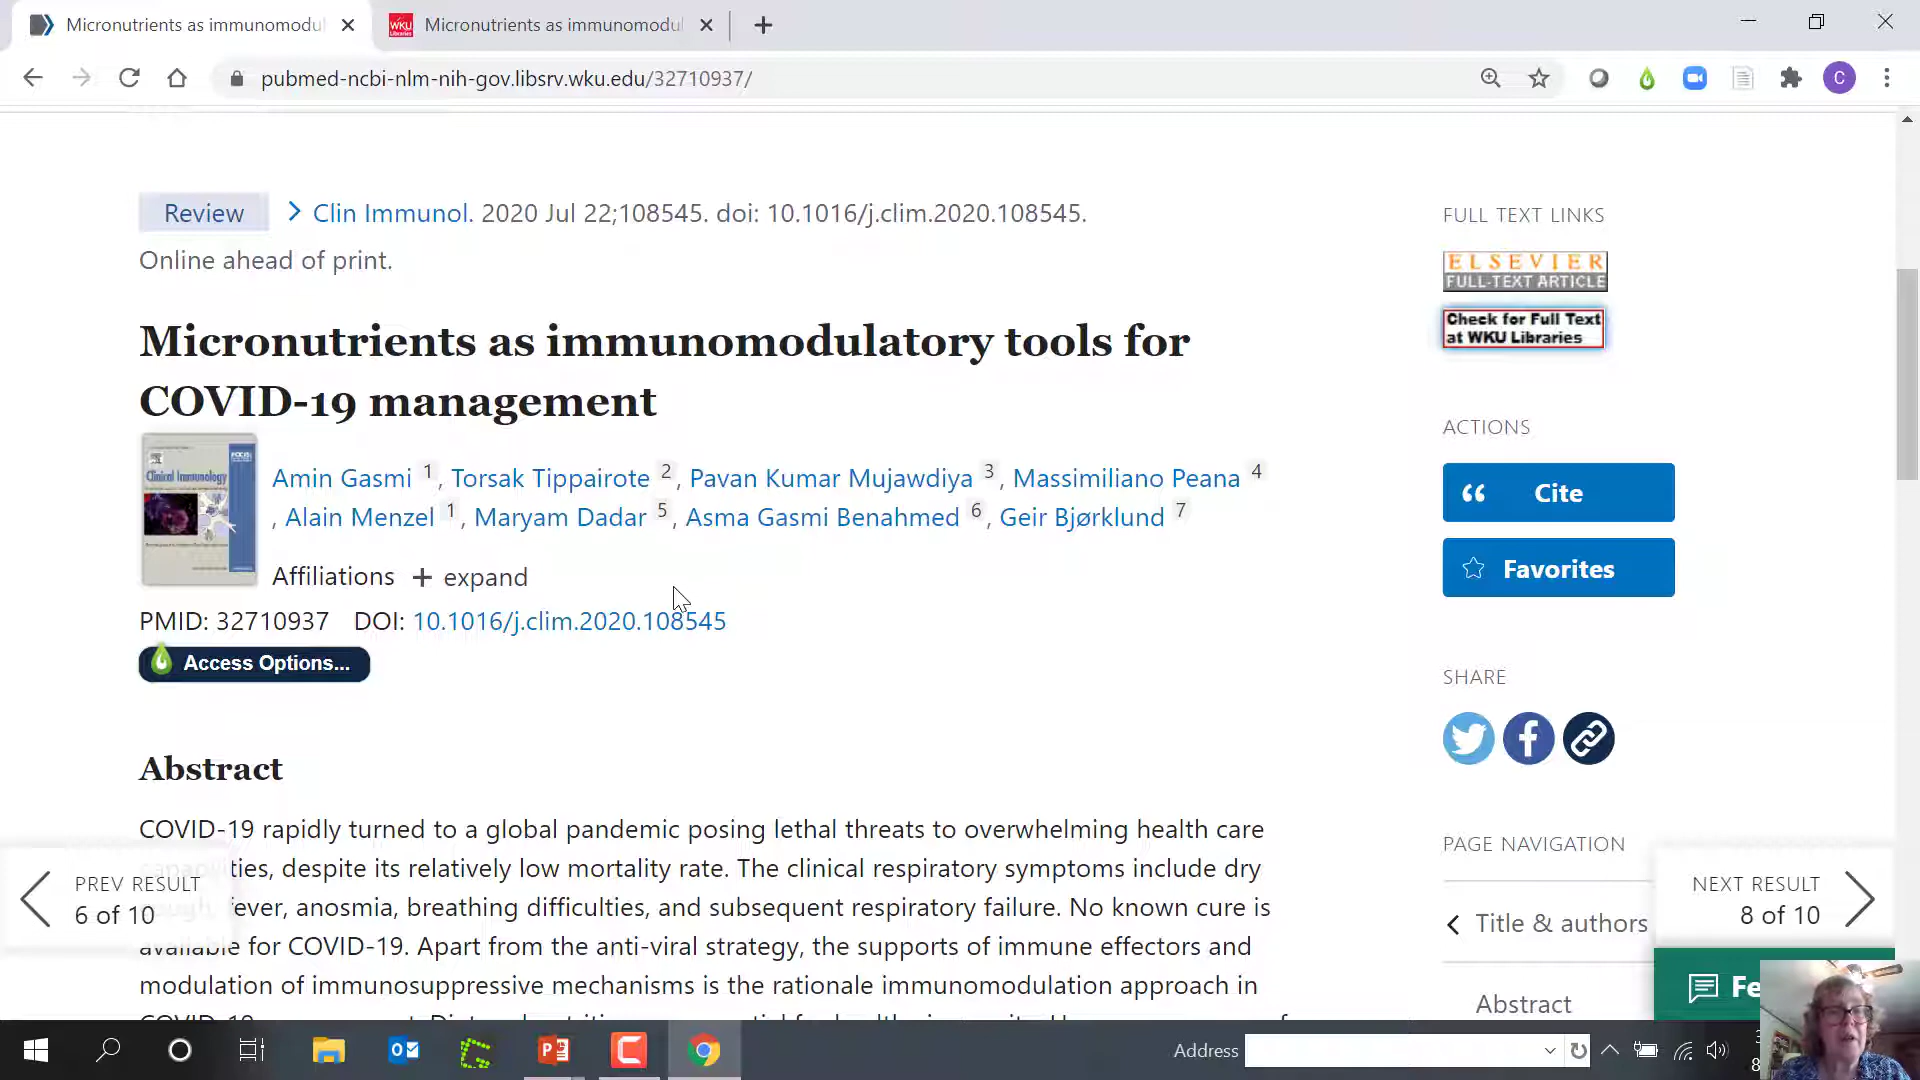 Micronutrients as immunomodul
WKU
Libraries
Micronutrients as immunomodul
pubmed-ncbi-nlm-nih-gov.libsrv.wku.edu/32710937/
C
Review
Clin Immunol. 2020 Jul 22;108545. doi: 10.1016/j.clim.2020.108545.
Online ahead of print.
Micronutrients as immunomodulatory tools for
COVID-19 management
Clinical Immunology
Amin Gasmi 1, Torsak Tippairote 2, Pavan Kumar Mujawdiya 3, Massimiliano Peana 4
, Alain Menzel 1, Maryam Dadar 5, Asma Gasmi Benahmed 6, Geir Bjørklund 7
Affiliations + expand
PMID: 32710937 DOI: 10.1016/j.clim.2020.108545
Access Options...
Abstract
COVID-19 rapidly turned to a global pandemic posing lethal threats to overwhelming health care
capabilities, despite its relatively low mortality rate. The clinical respiratory symptoms include dry
cough, fever, anosmia, breathing difficulties, and subsequent respiratory failure. No known cure is
available for COVID-19. Apart from the anti-viral strategy, the supports of immune effectors and
modulation of immunosuppressive mechanisms is the rationale immunomodulation approach in
PREV RESULT
6 of 10
FULL TEXT LINKS
ELSEVIER
FULL-TEXT ARTICLE
Check for Full Text
at WKU Libraries
ACTIONS
Cite
Favorites
SHARE
PAGE NAVIGATION
Title & authors
Abstract
NEXT RESULT
8 of 10
Fe
Address